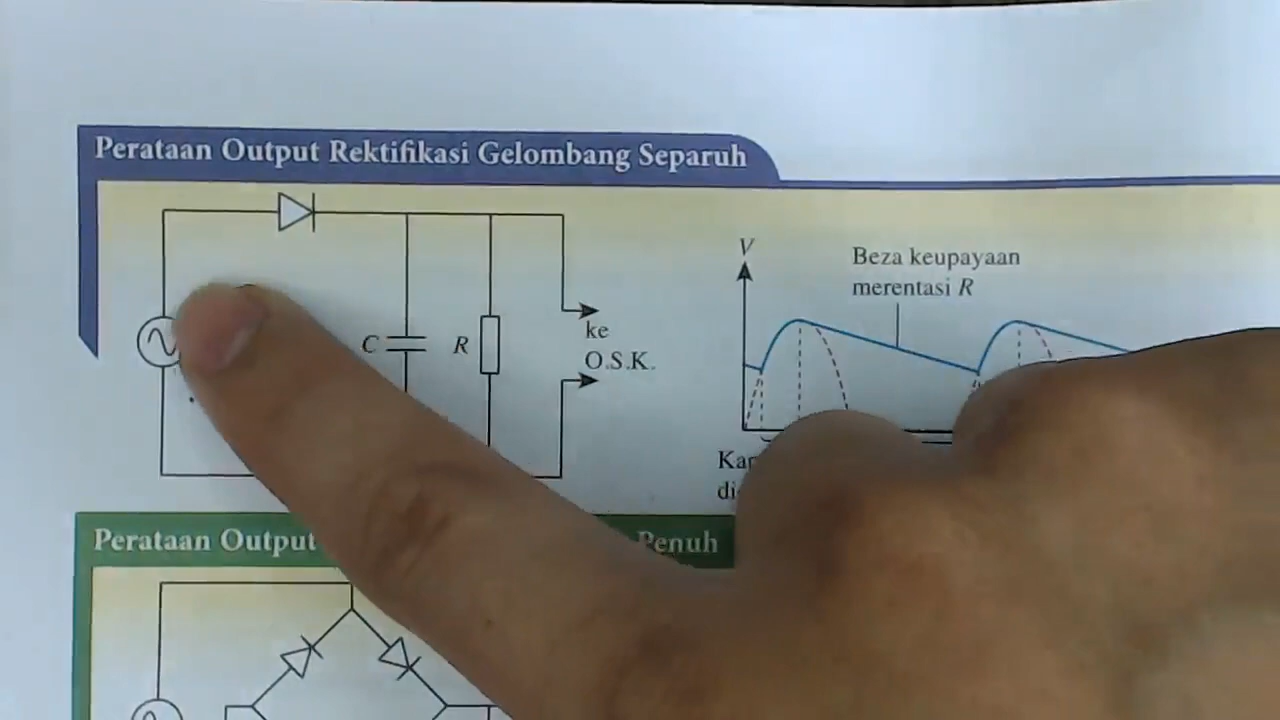 Perataan Output Rektifikasi Gelombang Separuh
C
R
ke
O.S.K.
V
Beza keupayaan
merentasi R
Perataan Output
Penuh